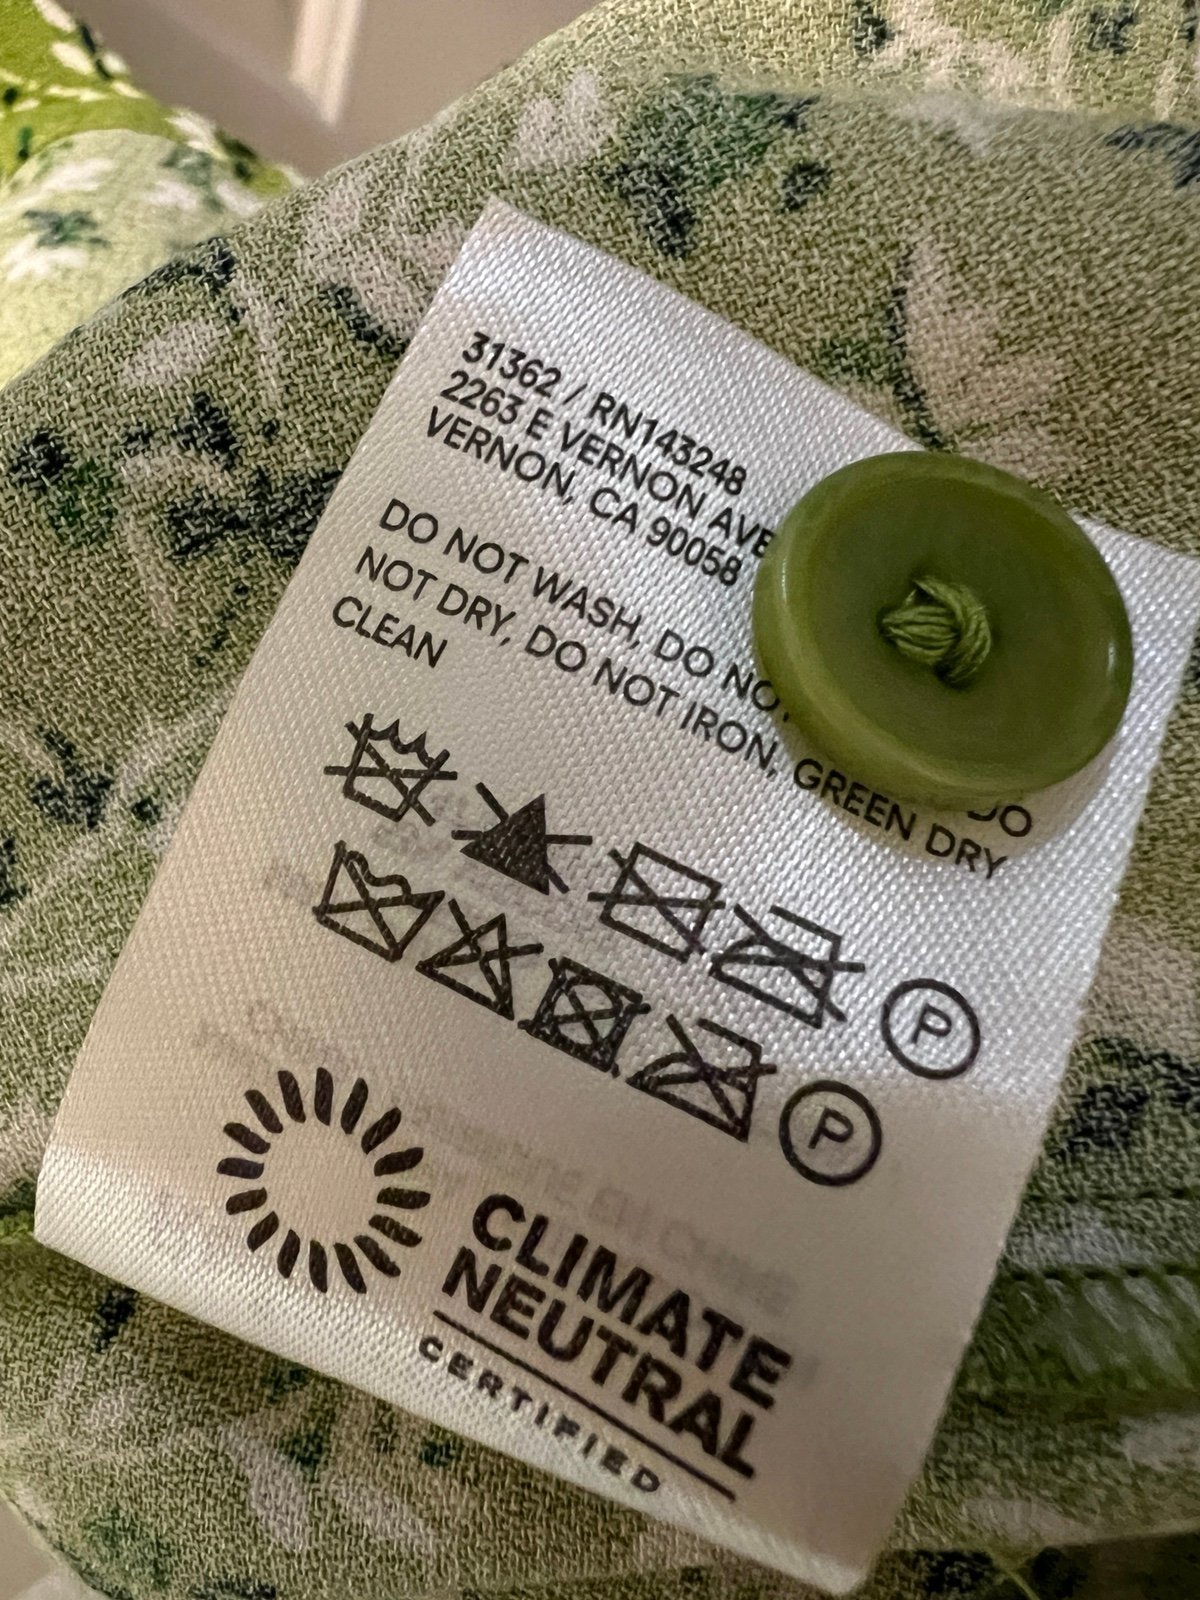 31362 / RN143248
2263 E VERNON AVE
VERNON, CA 90058
DO NOT WASH, DO NOT DO
NOT DRY, DO NOT IRON, GREEN DRY
CLEAN
P
P
CLIMATE
NEUTRAL
CERTIFIED